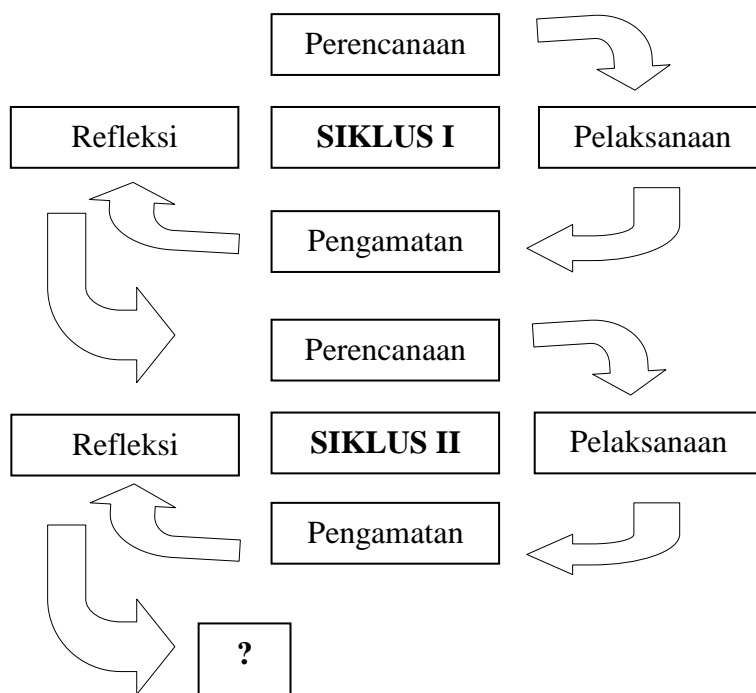 Perencanaan
Refleksi
SIKLUS I
Pelaksanaan
Pengamatan
Perencanaan
Refleksi
SIKLUS II
Pelaksanaan
Pengamatan
?